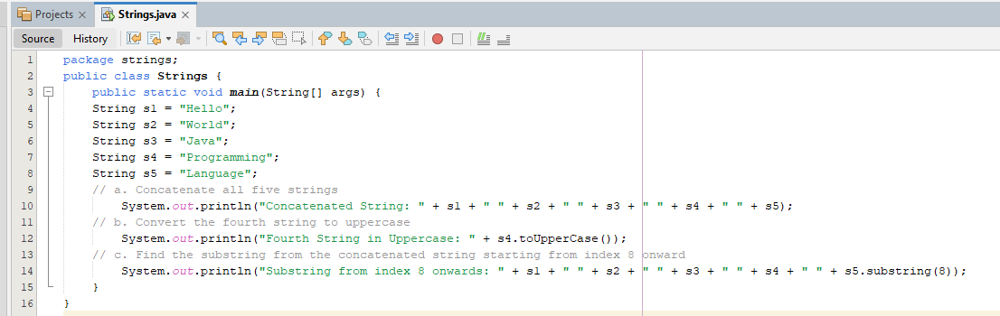 Projects
Strings.java
Source History
1 package strings;
2 public class Strings {
3 public static void main(String[] args) {
4 String s1 = "Hello";
5 String s2 = "World";
6 String s3 = "Java";
7 String s4 = "Programming";
8 String s5 = "Language";
9 // a. Concatenate all five strings
10 System.out.println("Concatenated String: " + s1 + " " + s2 + " " + s3 + " " + s4 + " " + s5);
11 // b. Convert the fourth string to uppercase
12 System.out.println("Fourth String in Uppercase: " + s4.toUpperCase());
13 // c. Find the substring from the concatenated string starting from index 8 onward
14 System.out.println("Substring from index 8 onwards: " + s1 + " " + s2 + " " + s3 + " " + s4 + " " + s5.substring(8));
15 }
16 }